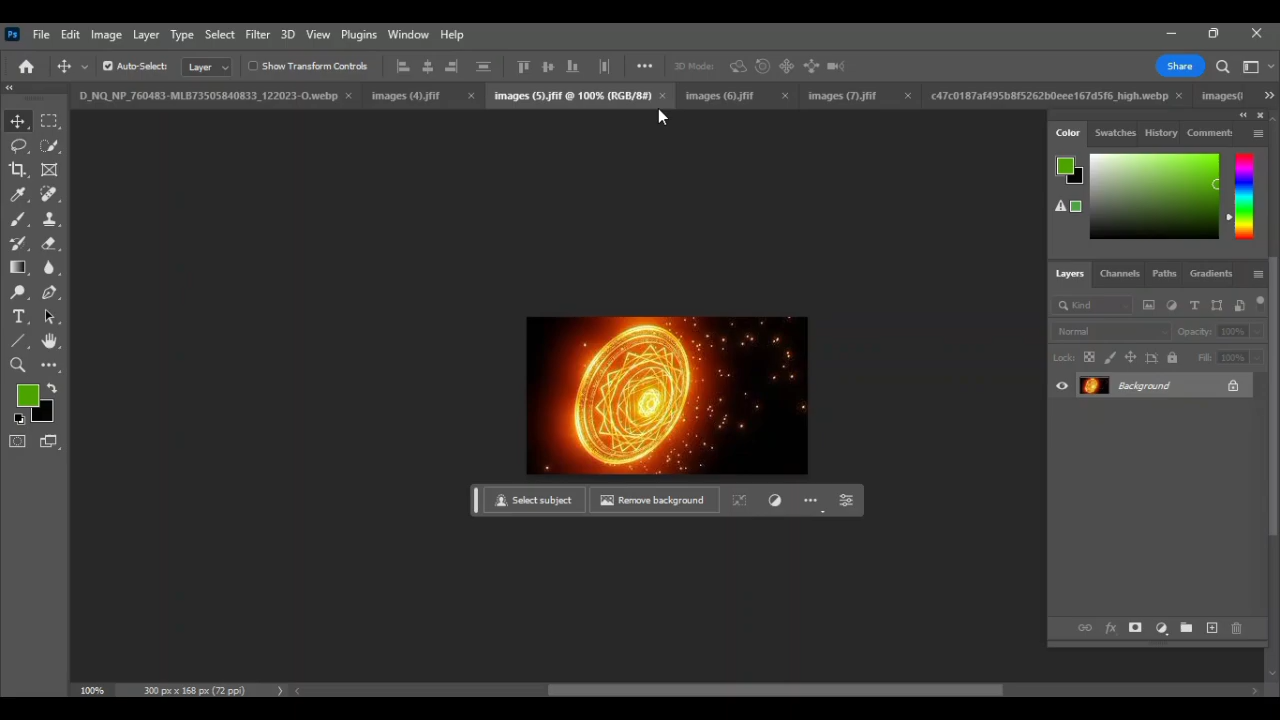 Ps File Edit Image Layer Type Select Filter 3D View Plugins Window Help
Auto-Select: Layer Show Transform Controls 3D Mode: Share
D_NQ_NP_760483-MLB73505840833_122023-O.webp images (4).jfif images (5).jfif @ 100% (RGB/8#) images (6).jfif images (7).jfif c47c0187af495b8f5262b0eee167d5f6_high.webp images(
Color Swatches History Comment
Layers Channels Paths Gradients
Kind
Normal Opacity: 100%
Lock: Fill: 100%
Background
Select subject Remove background
100% 300 px x 168 px (72 ppi)